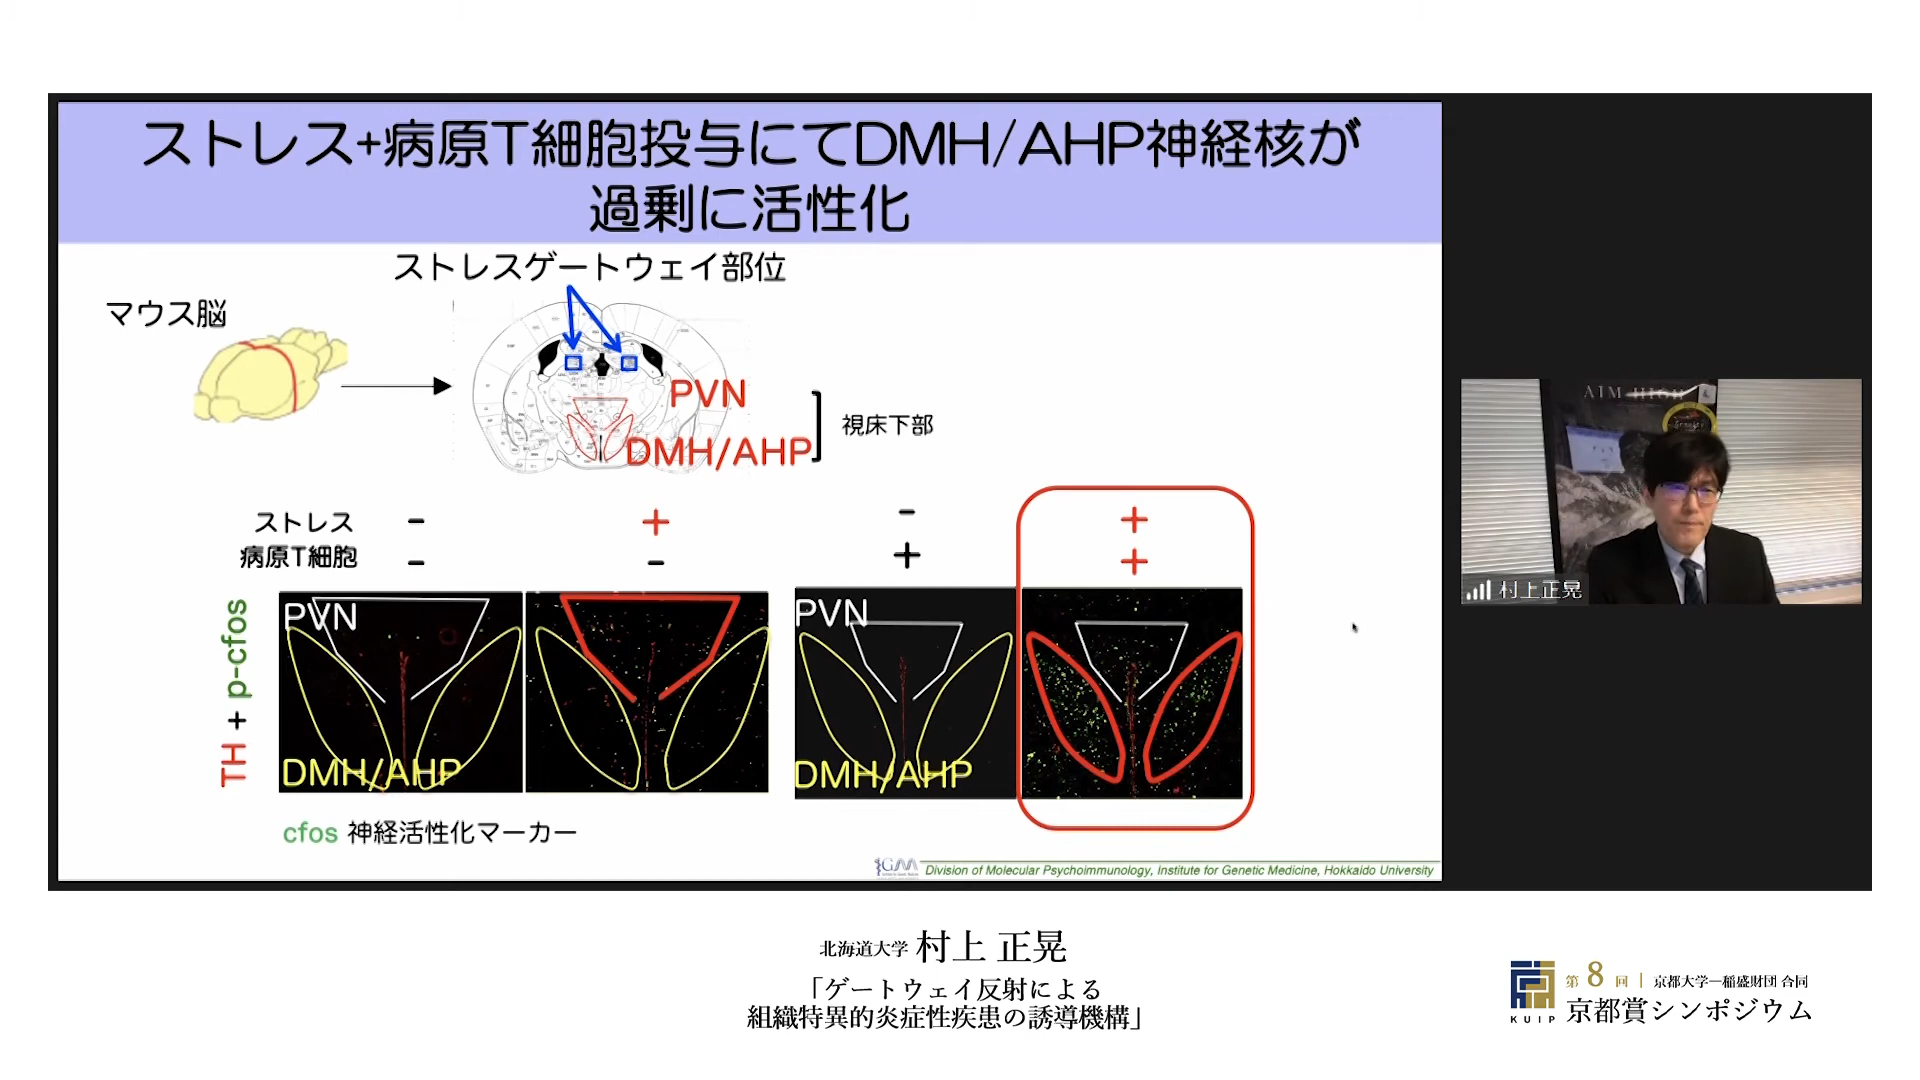 ストレス+病原T細胞投与にてDMH/AHP神経核が
過剰に活性化
ストレスゲートウェイ部位
マウス脳
PVN
DMH/AHP
視床下部
ストレス - + - +
病原T細胞 - - + +
TH + p-cfos
PVN
DMH/AHP
PVN
DMH/AHP
cfos 神経活性化マーカー
IGM
Division of Molecular Psychoimmunology, Institute for Genetic Medicine, Hokkaido University
AIM HIGH
村上正晃
北海道大学 村上 正晃
「ゲートウェイ反射による
組織特異的炎症性疾患の誘導機構」
KUIP
第8回 | 京都大学—稲盛財団 合同
京都賞シンポジウム